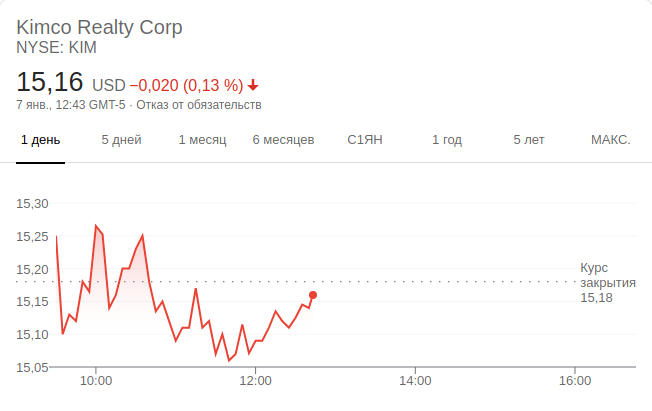 Kimco Realty Corp
NYSE: KIM
15,16 USD −0,020 (0,13 %)
7 янв., 12:43 GMT-5 · Отказ от обязательств
1 день 5 дней 1 месяц 6 месяцев С1ЯН 1 год 5 лет МАКС.
15,30
15,25
15,20
15,15
15,10
15,05
Курс
закрытия
15,18
10:00 12:00 14:00 16:00